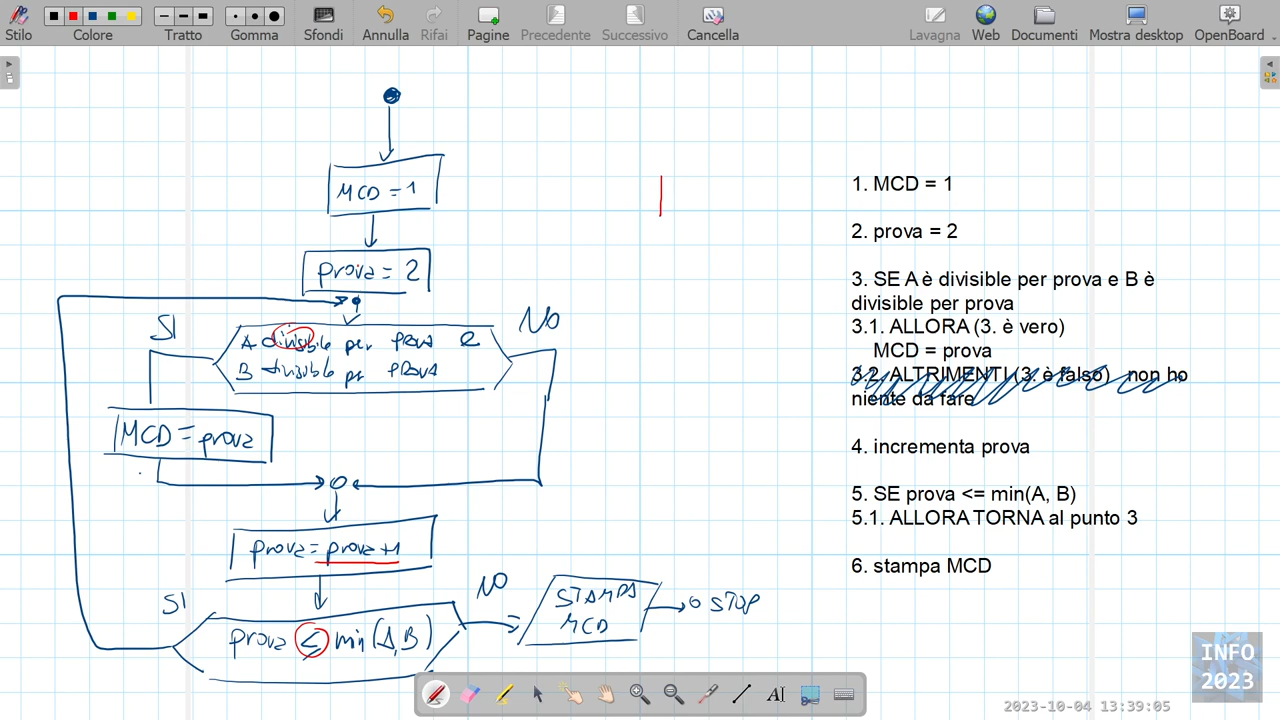 Stilo
Colore
Tratto
Gomma
Sfondi
Annulla
Rifai
Pagine
Precedente
Successivo
Cancella
Lavagna
Web
Documenti
Mostra desktop
OpenBoard
MCD = 1
prova = 2
SI
NO
A divisibile per PROVA e
B divisibile per PROVA
MCD = prova
prova = prova + 1
SI
NO
prova ≤ min(A,B)
STAMPA
MCD
STOP
1. MCD = 1
2. prova = 2
3. SE A è divisibile per prova e B è
divisibile per prova
3.1. ALLORA (3. è vero)
MCD = prova
3.2. ALTRIMENTI (3. è falso) non ho
niente da fare
4. incrementa prova
5. SE prova <= min(A, B)
5.1. ALLORA TORNA al punto 3
6. stampa MCD
INFO
2023
2023-10-04 13:39:05
AI